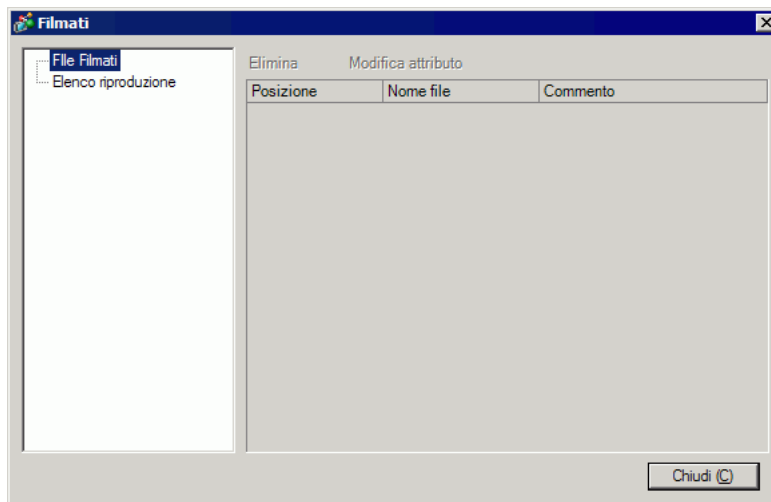 Filmati
FIle Filmati
Elenco riproduzione
Elimina Modifica attributo
Posizione Nome file Commento
Chiudi (C)